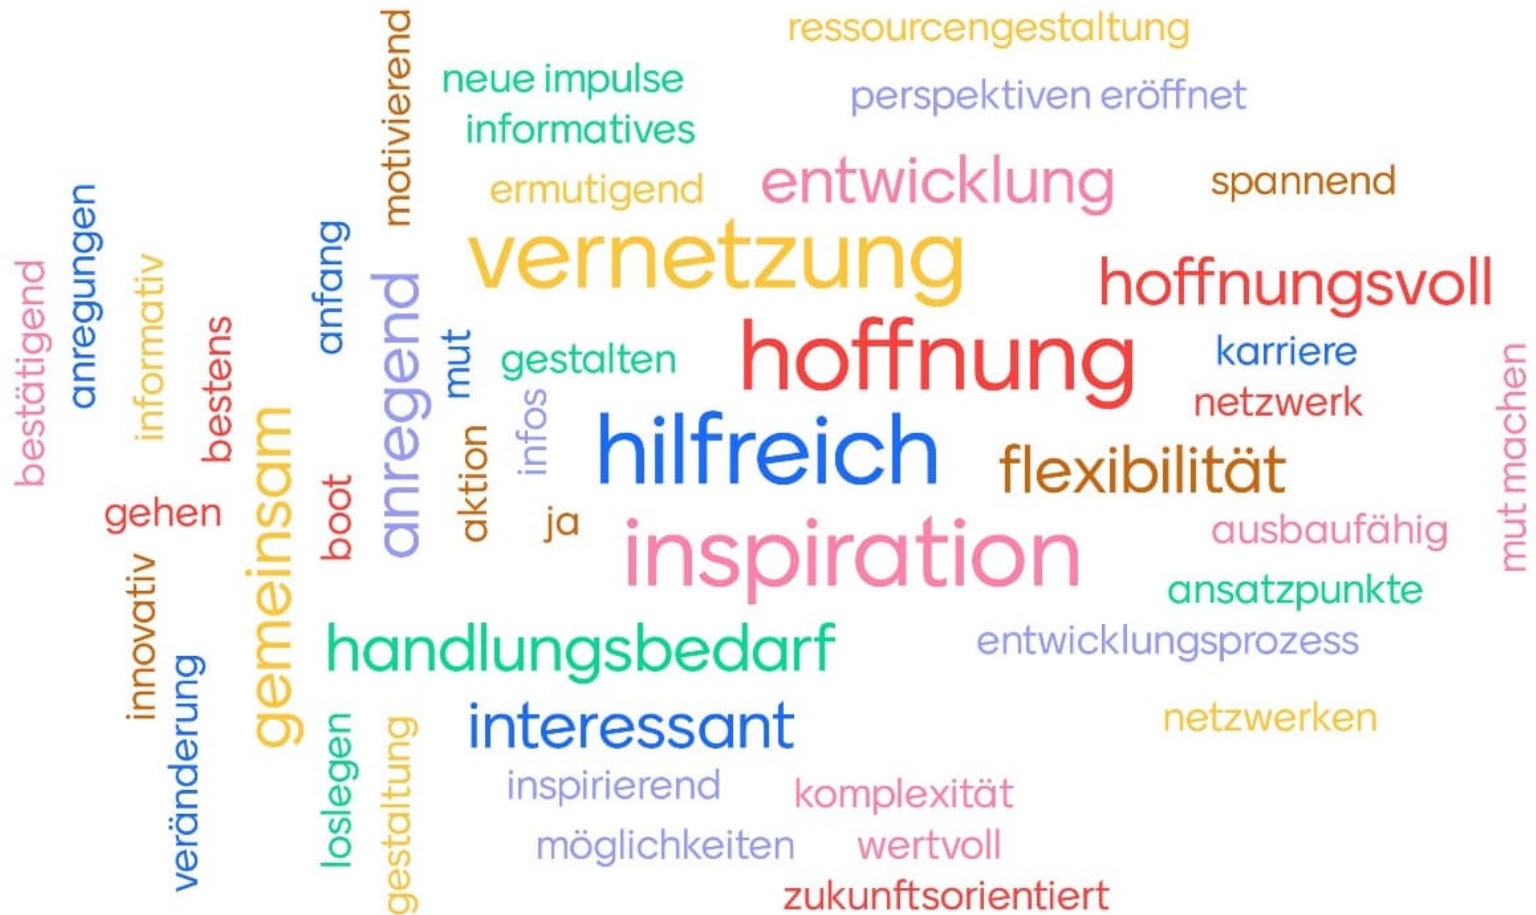 ressourcengestaltung
motivierend
neue impulse
perspektiven eröffnet
informatives
entwicklung
spannend
ermutigend
anregungen
anfang
vernetzung
hoffnungsvoll
bestätigend
informativ
bestens
anregend
mut
gestalten
hoffnung
karriere
netzwerk
mut machen
infos
hilfreich
flexibilität
gemeinsam
aktion
boot
gehen
ja
inspiration
ausbaufähig
ansatzpunkte
innovativ
handlungsbedarf
entwicklungsprozess
veränderung
interessant
netzwerken
loslegen
gestaltung
inspirierend
komplexität
möglichkeiten
wertvoll
zukunftsorientiert